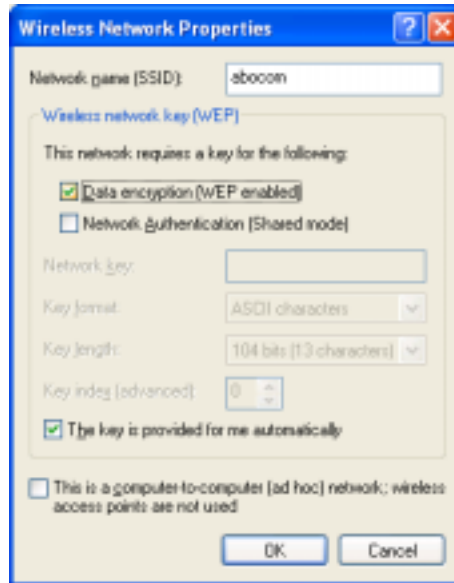 Wireless Network Properties
Network name (SSID): abocom
Wireless network key (WEP)
This network requires a key for the following:
Data encryption (WEP enabled)
Network Authentication (Shared mode)
Network key:
Key format: ASCII characters
Key length: 104 bits (13 characters)
Key index (advanced): 0
The key is provided for me automatically
This is a computer-to-computer (ad hoc) network; wireless
access points are not used
OK Cancel